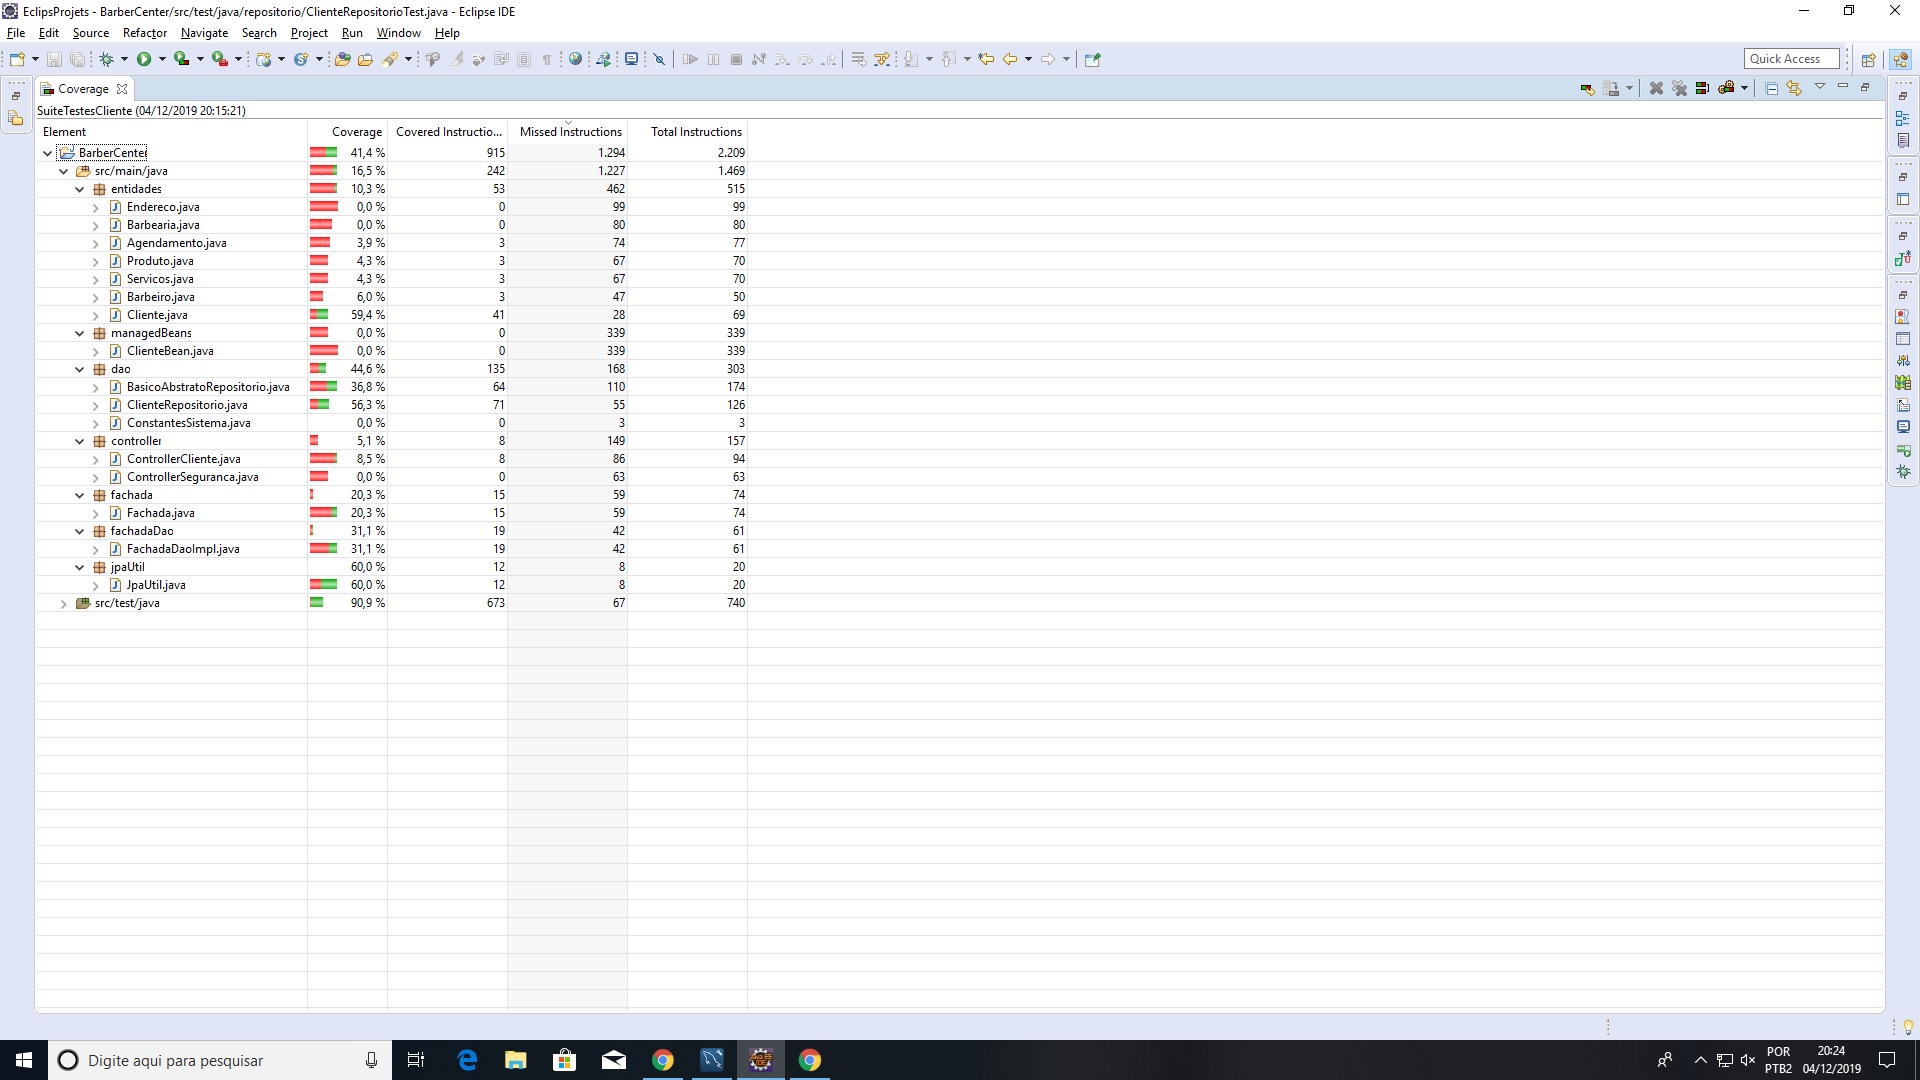 EclipsProjets - BarberCenter/src/test/java/repositorio/ClienteRepositorioTest.java - Eclipse IDE
File Edit Source Refactor Navigate Search Project Run Window Help
Quick Access
Coverage
SuiteTestesCliente (04/12/2019 20:15:21)
Element Coverage Covered Instructio... Missed Instructions Total Instructions
BarberCenter 41,4 % 915 1.294 2.209
src/main/java 16,5 % 242 1.227 1.469
entidades 10,3 % 53 462 515
Endereco.java 0,0 % 0 99 99
Barbearia.java 0,0 % 0 80 80
Agendamento.java 3,9 % 3 74 77
Produto.java 4,3 % 3 67 70
Servicos.java 4,3 % 3 67 70
Barbeiro.java 6,0 % 3 47 50
Cliente.java 59,4 % 41 28 69
managedBeans 0,0 % 0 339 339
ClienteBean.java 0,0 % 0 339 339
dao 44,6 % 135 168 303
BasicoAbstratoRepositorio.java 36,8 % 64 110 174
ClienteRepositorio.java 56,3 % 71 55 126
ConstantesSistema.java 0,0 % 0 3 3
controller 5,1 % 8 149 157
ControllerCliente.java 8,5 % 8 86 94
ControllerSeguranca.java 0,0 % 0 63 63
fachada 20,3 % 15 59 74
Fachada.java 20,3 % 15 59 74
fachadaDao 31,1 % 19 42 61
FachadaDaoImpl.java 31,1 % 19 42 61
jpaUtil 60,0 % 12 8 20
JpaUtil.java 60,0 % 12 8 20
src/test/java 90,9 % 673 67 740
Digite aqui para pesquisar
POR 20:24
PTB2 04/12/2019